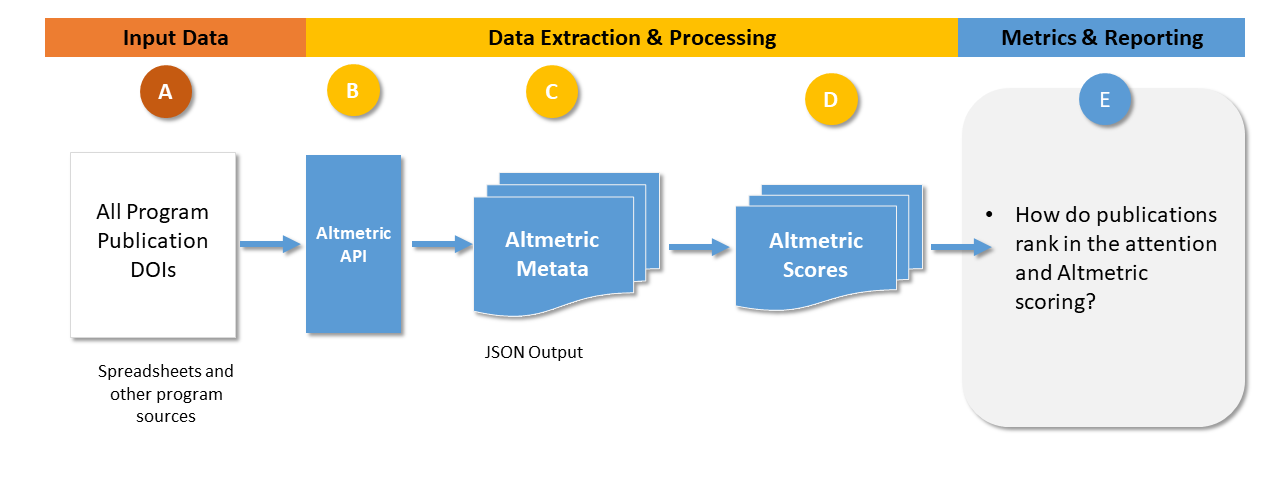 Input Data
Data Extraction & Processing
Metrics & Reporting
A
B
C
D
E
All Program
Publication
DOIs
Spreadsheets and
other program
sources
Altmetric
API
Altmetric
Metata
JSON Output
Altmetric
Scores
• How do publications
rank in the attention
and Altmetric
scoring?